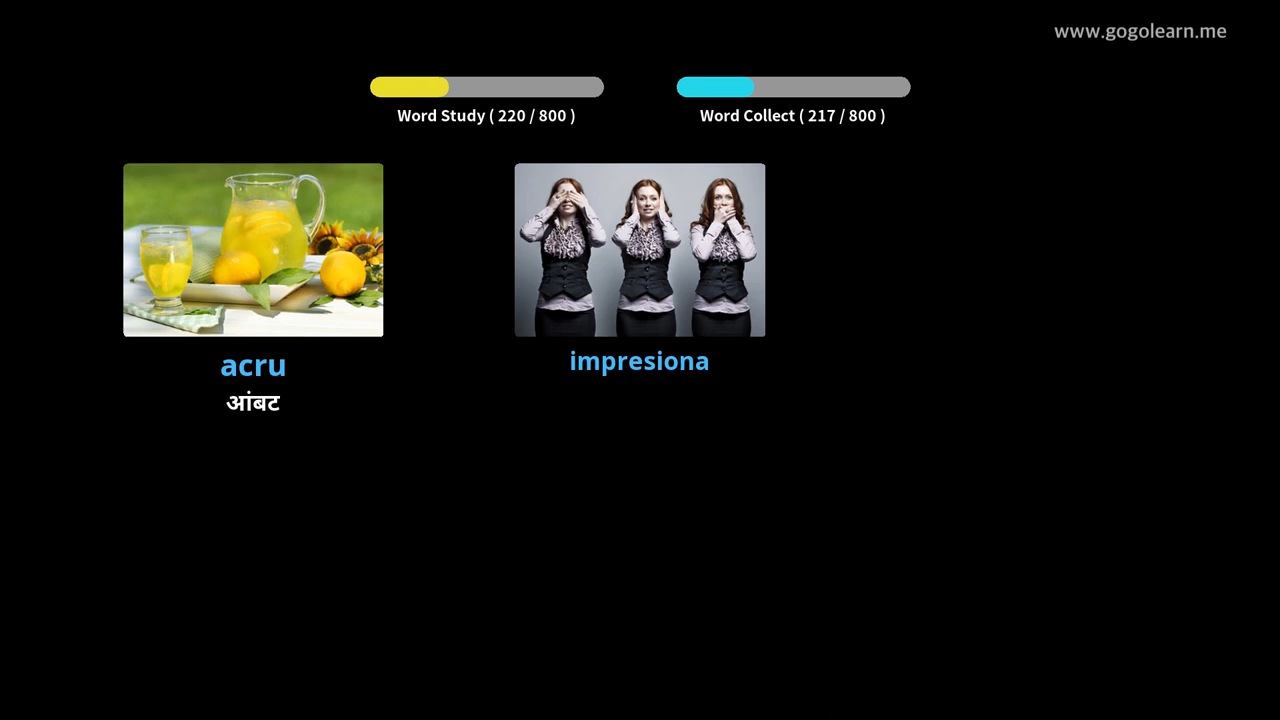 www.gogolearn.me
Word Study ( 220 / 800 )
Word Collect ( 217 / 800 )
acru
आंबट
impresiona